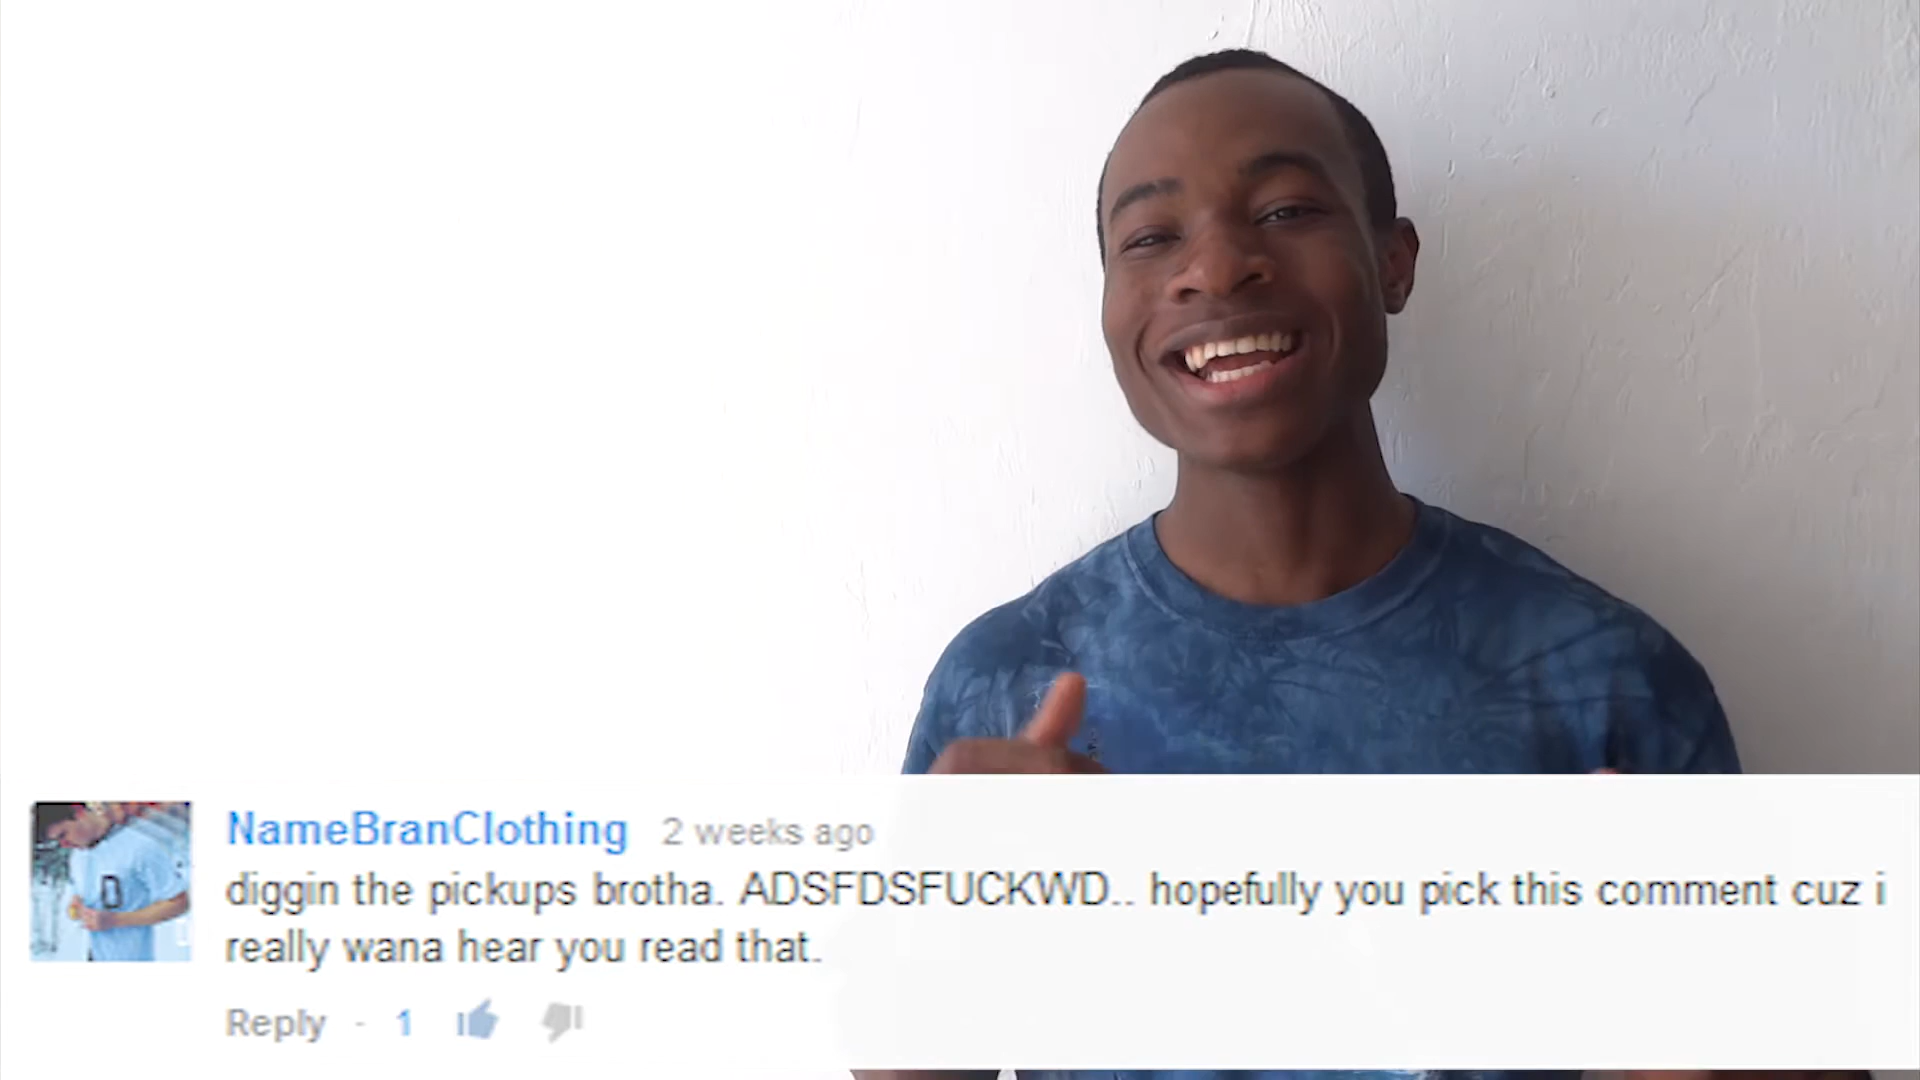 NameBranClothing 2 weeks ago
diggin the pickups brotha. ADSFDSFUCKWD.. hopefully you pick this comment cuz i
really wana hear you read that.
Reply - 1